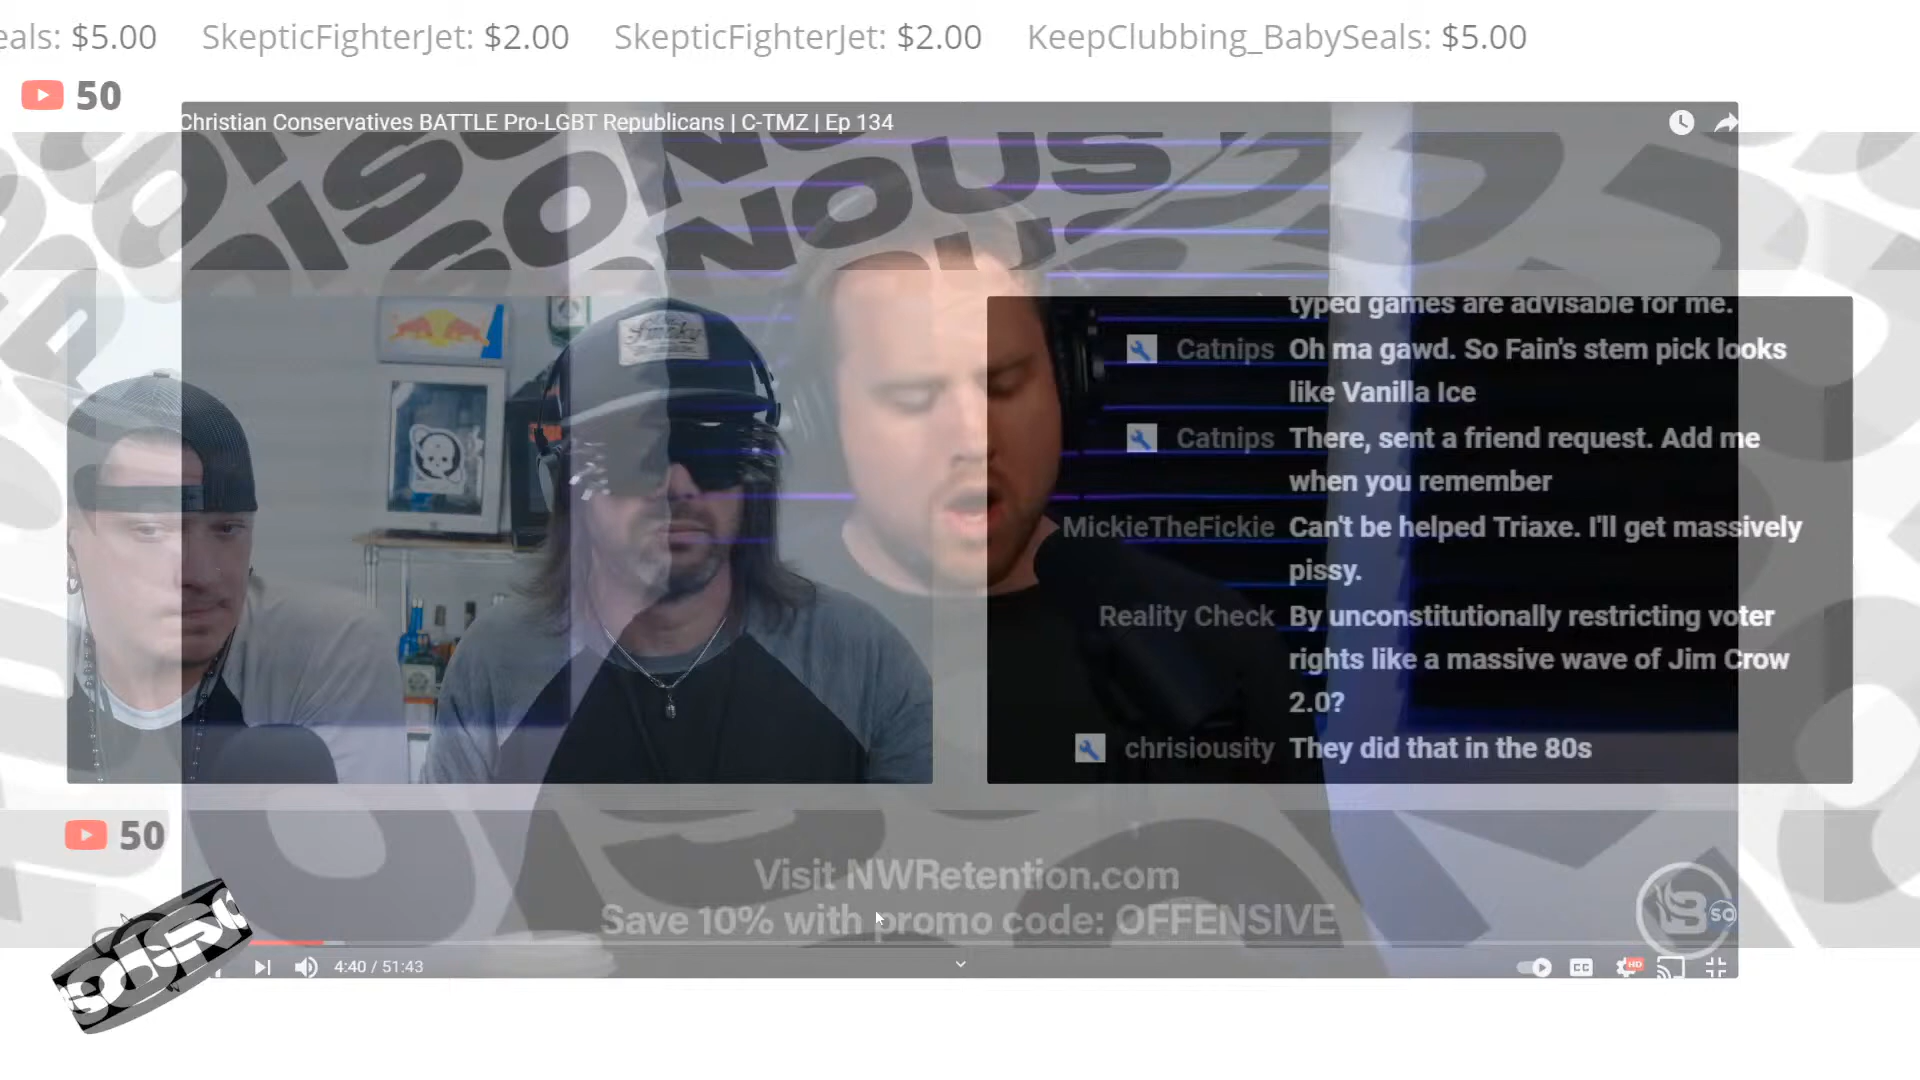 eals: $5.00 SkepticFighterJet: $2.00 SkepticFighterJet: $2.00 KeepClubbing_BabySeals: $5.00
50
Christian Conservatives BATTLE Pro-LGBT Republicans | C-TMZ | Ep 134
POISONOUS
typed games are advisable for me.
Catnips Oh ma gawd. So Fain's stem pick looks
like Vanilla Ice
Catnips There, sent a friend request. Add me
when you remember
MickieTheFickie Can't be helped Triaxe. I'll get massively
pissy.
Reality Check By unconstitutionally restricting voter
rights like a massive wave of Jim Crow
2.0?
chrisiousity They did that in the 80s
50
Visit NWRetention.com
Save 10% with promo code: OFFENSIVE
4:40 / 51:43
CC
HD